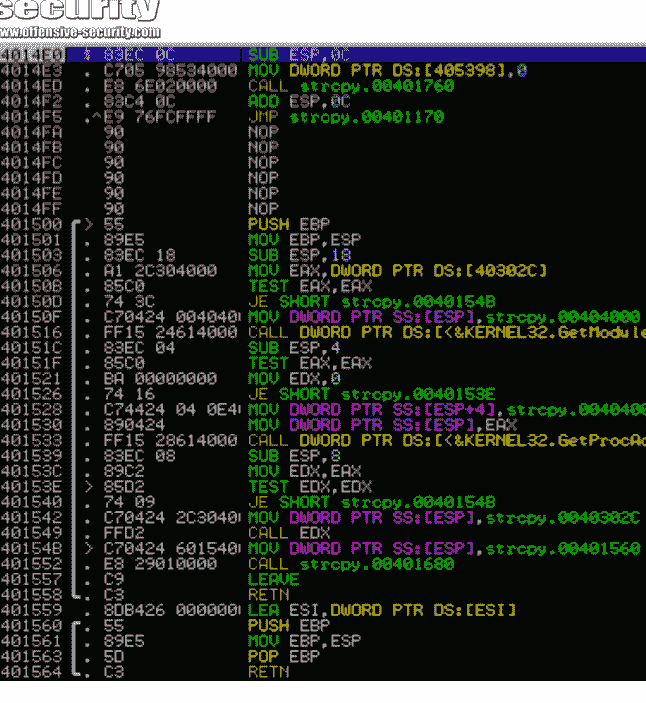 security
www.offensive-security.com
4014E0 $ 83EC 0C SUB ESP,0C
4014E3 . C705 98534000 MOV DWORD PTR DS:[405398],0
4014ED . E8 6E020000 CALL strcpy.00401760
4014F2 . 83C4 0C ADD ESP,0C
4014F5 .^E9 76FCFFFF JMP strcpy.00401170
4014FA 90 NOP
4014FB 90 NOP
4014FC 90 NOP
4014FD 90 NOP
4014FE 90 NOP
4014FF 90 NOP
401500 > 55 PUSH EBP
401501 . 89E5 MOV EBP,ESP
401503 . 83EC 18 SUB ESP,18
401506 . A1 2C304000 MOV EAX,DWORD PTR DS:[40302C]
40150B . 85C0 TEST EAX,EAX
40150D . 74 3C JE SHORT strcpy.0040154B
40150F . C70424 004040 MOV DWORD PTR SS:[ESP],strcpy.00404000
401516 . FF15 24614000 CALL DWORD PTR DS:[<&KERNEL32.GetModule
40151C . 83EC 04 SUB ESP,4
40151F . 85C0 TEST EAX,EAX
401521 . BA 00000000 MOV EDX,0
401526 . 74 16 JE SHORT strcpy.0040153E
401528 . C74424 04 0E4 MOV DWORD PTR SS:[ESP+4],strcpy.0040400
401530 . 890424 MOV DWORD PTR SS:[ESP],EAX
401533 . FF15 28614000 CALL DWORD PTR DS:[<&KERNEL32.GetProcAd
401539 . 83EC 08 SUB ESP,8
40153C . 89C2 MOV EDX,EAX
40153E > 85D2 TEST EDX,EDX
401540 . 74 09 JE SHORT strcpy.0040154B
401542 . C70424 2C3040 MOV DWORD PTR SS:[ESP],strcpy.0040302C
401549 . FFD2 CALL EDX
40154B > C70424 601540 MOV DWORD PTR SS:[ESP],strcpy.00401560
401552 . E8 29010000 CALL strcpy.00401680
401557 . C9 LEAVE
401558 . C3 RETN
401559 . 8DB426 000000 LEA ESI,DWORD PTR DS:[ESI]
401560 . 55 PUSH EBP
401561 . 89E5 MOV EBP,ESP
401563 . 5D POP EBP
401564 . C3 RETN